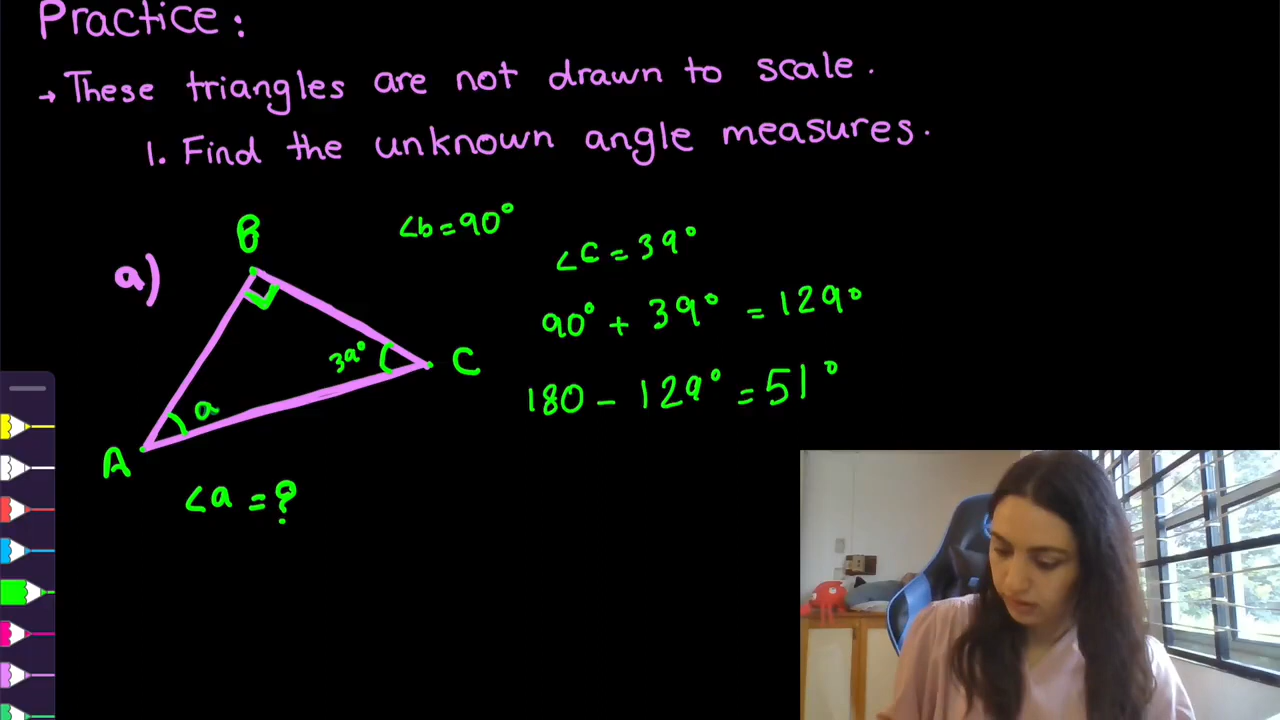 Practice:
→ These triangles are not drawn to scale.
1. Find the unknown angle measures.
a)
B
39°
C
a
A
∠a = ?
∠b = 90°
∠C = 39°
90° + 39° = 129°
180 - 129° = 51°